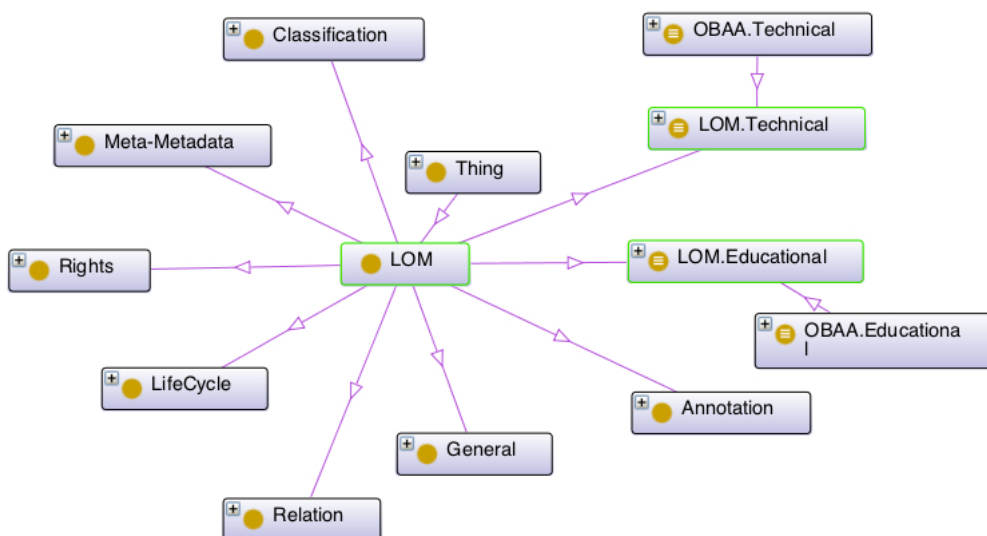 Classification
OBAA.Technical
Meta-Metadata
LOM.Technical
Thing
Rights
LOM
LOM.Educational
OBAA.Educationa
l
LifeCycle
Annotation
General
Relation